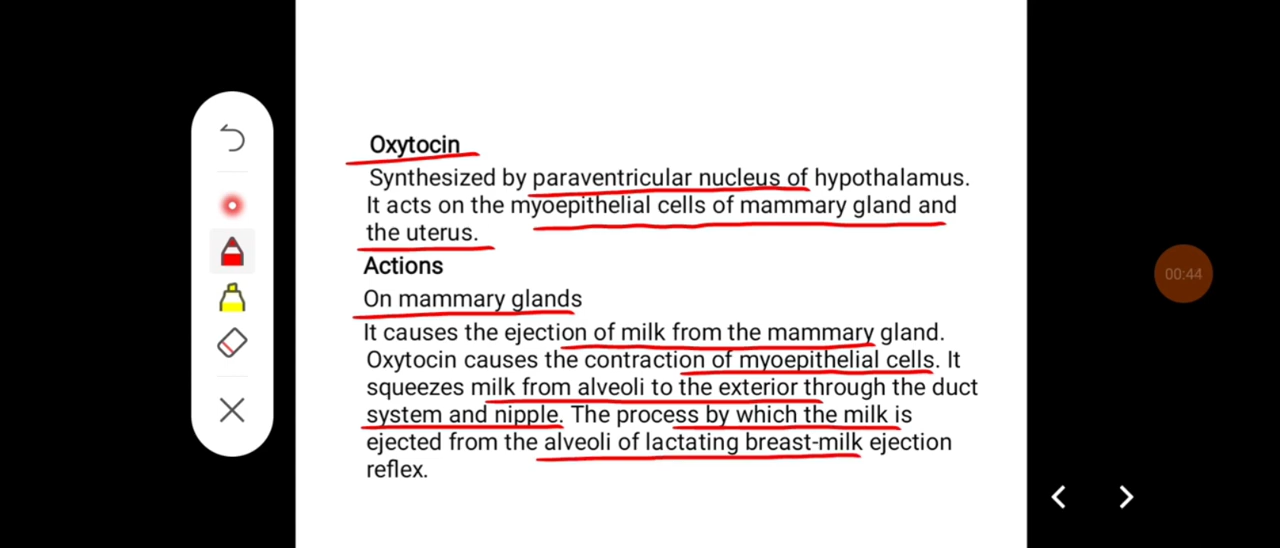 Oxytocin
Synthesized by paraventricular nucleus of hypothalamus.
It acts on the myoepithelial cells of mammary gland and
the uterus.
Actions
On mammary glands
It causes the ejection of milk from the mammary gland.
Oxytocin causes the contraction of myoepithelial cells. It
squeezes milk from alveoli to the exterior through the duct
system and nipple. The process by which the milk is
ejected from the alveoli of lactating breast-milk ejection
reflex.
00:44